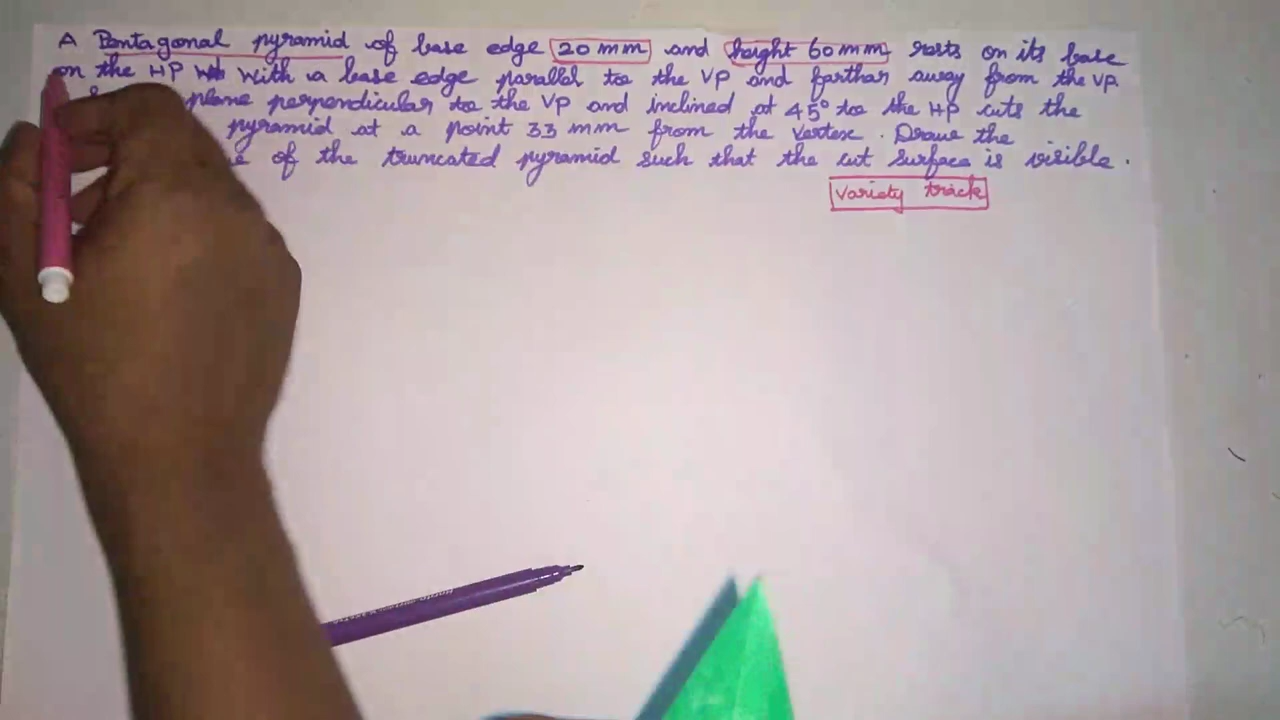 A Pentagonal pyramid of base edge 20 mm and height 60 mm rests on its base
on the HP with a base edge parallel to the VP and farthar away from the VP.
plane perpendicular to the VP and inclined at 45° to the HP cuts the
pyramid at a point 33 mm from the vertex. Draw the
of the truncated pyramid such that the cut surface is visible.
Variety track